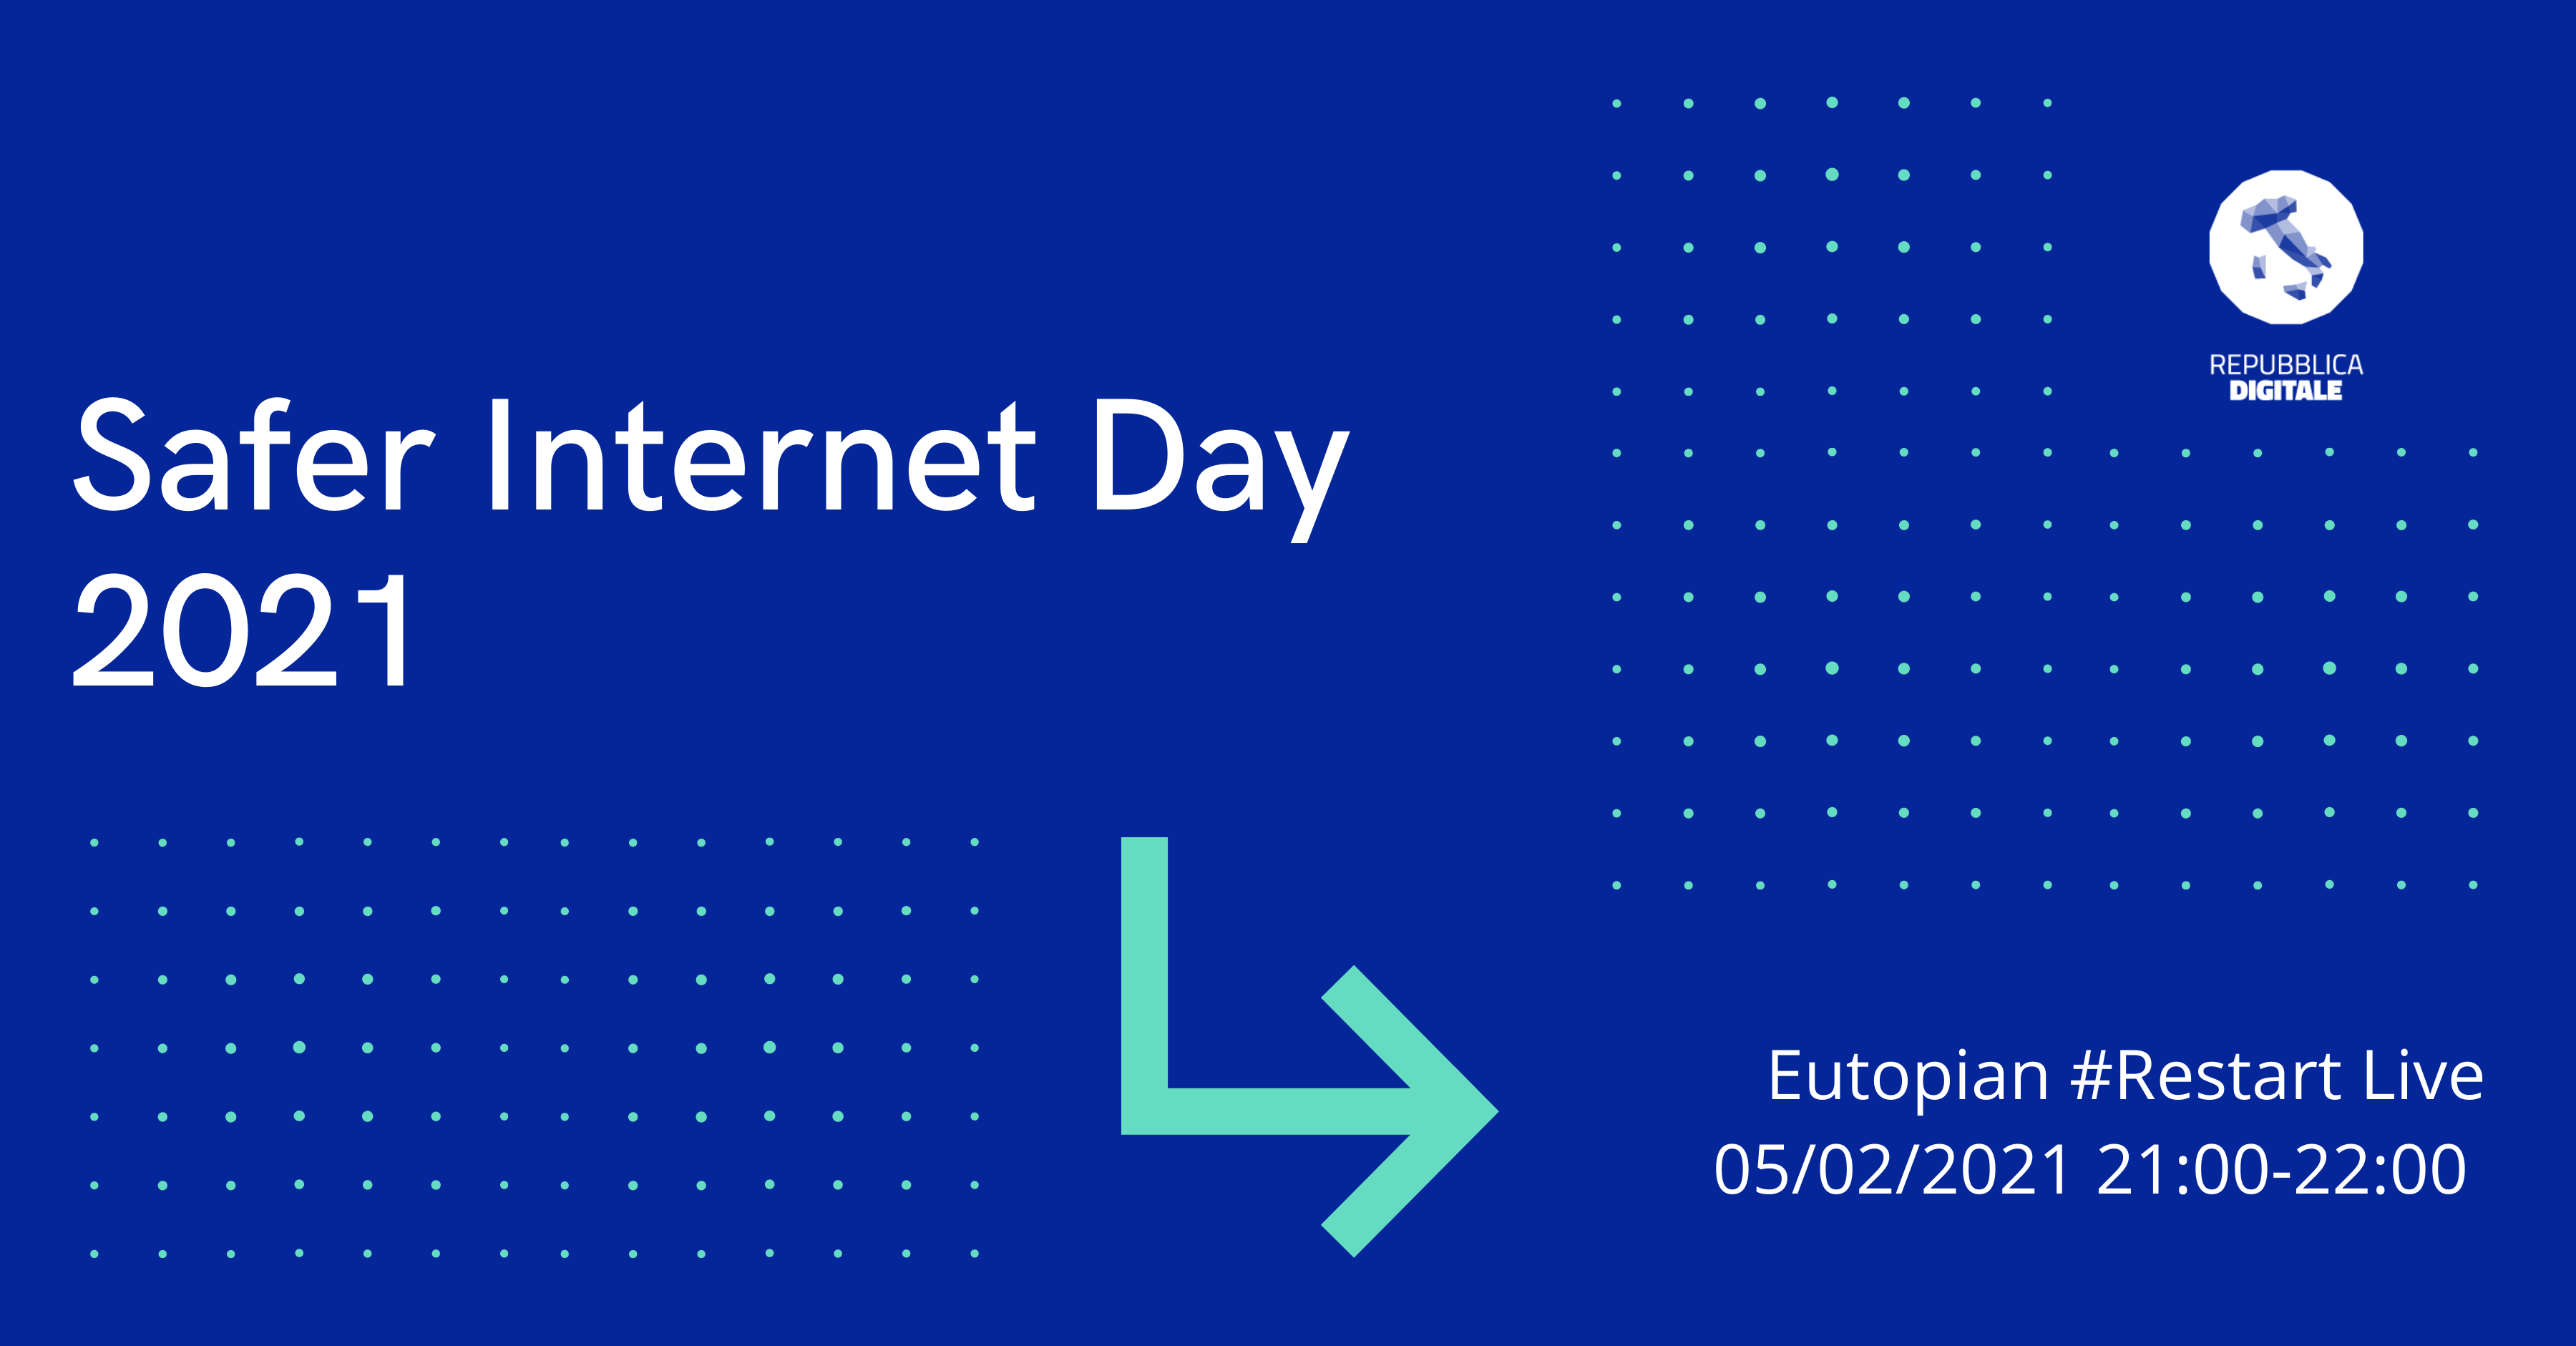 Safer Internet Day
2021
REPUBBLICA
DIGITALE
Eutopian #Restart Live
05/02/2021 21:00-22:00